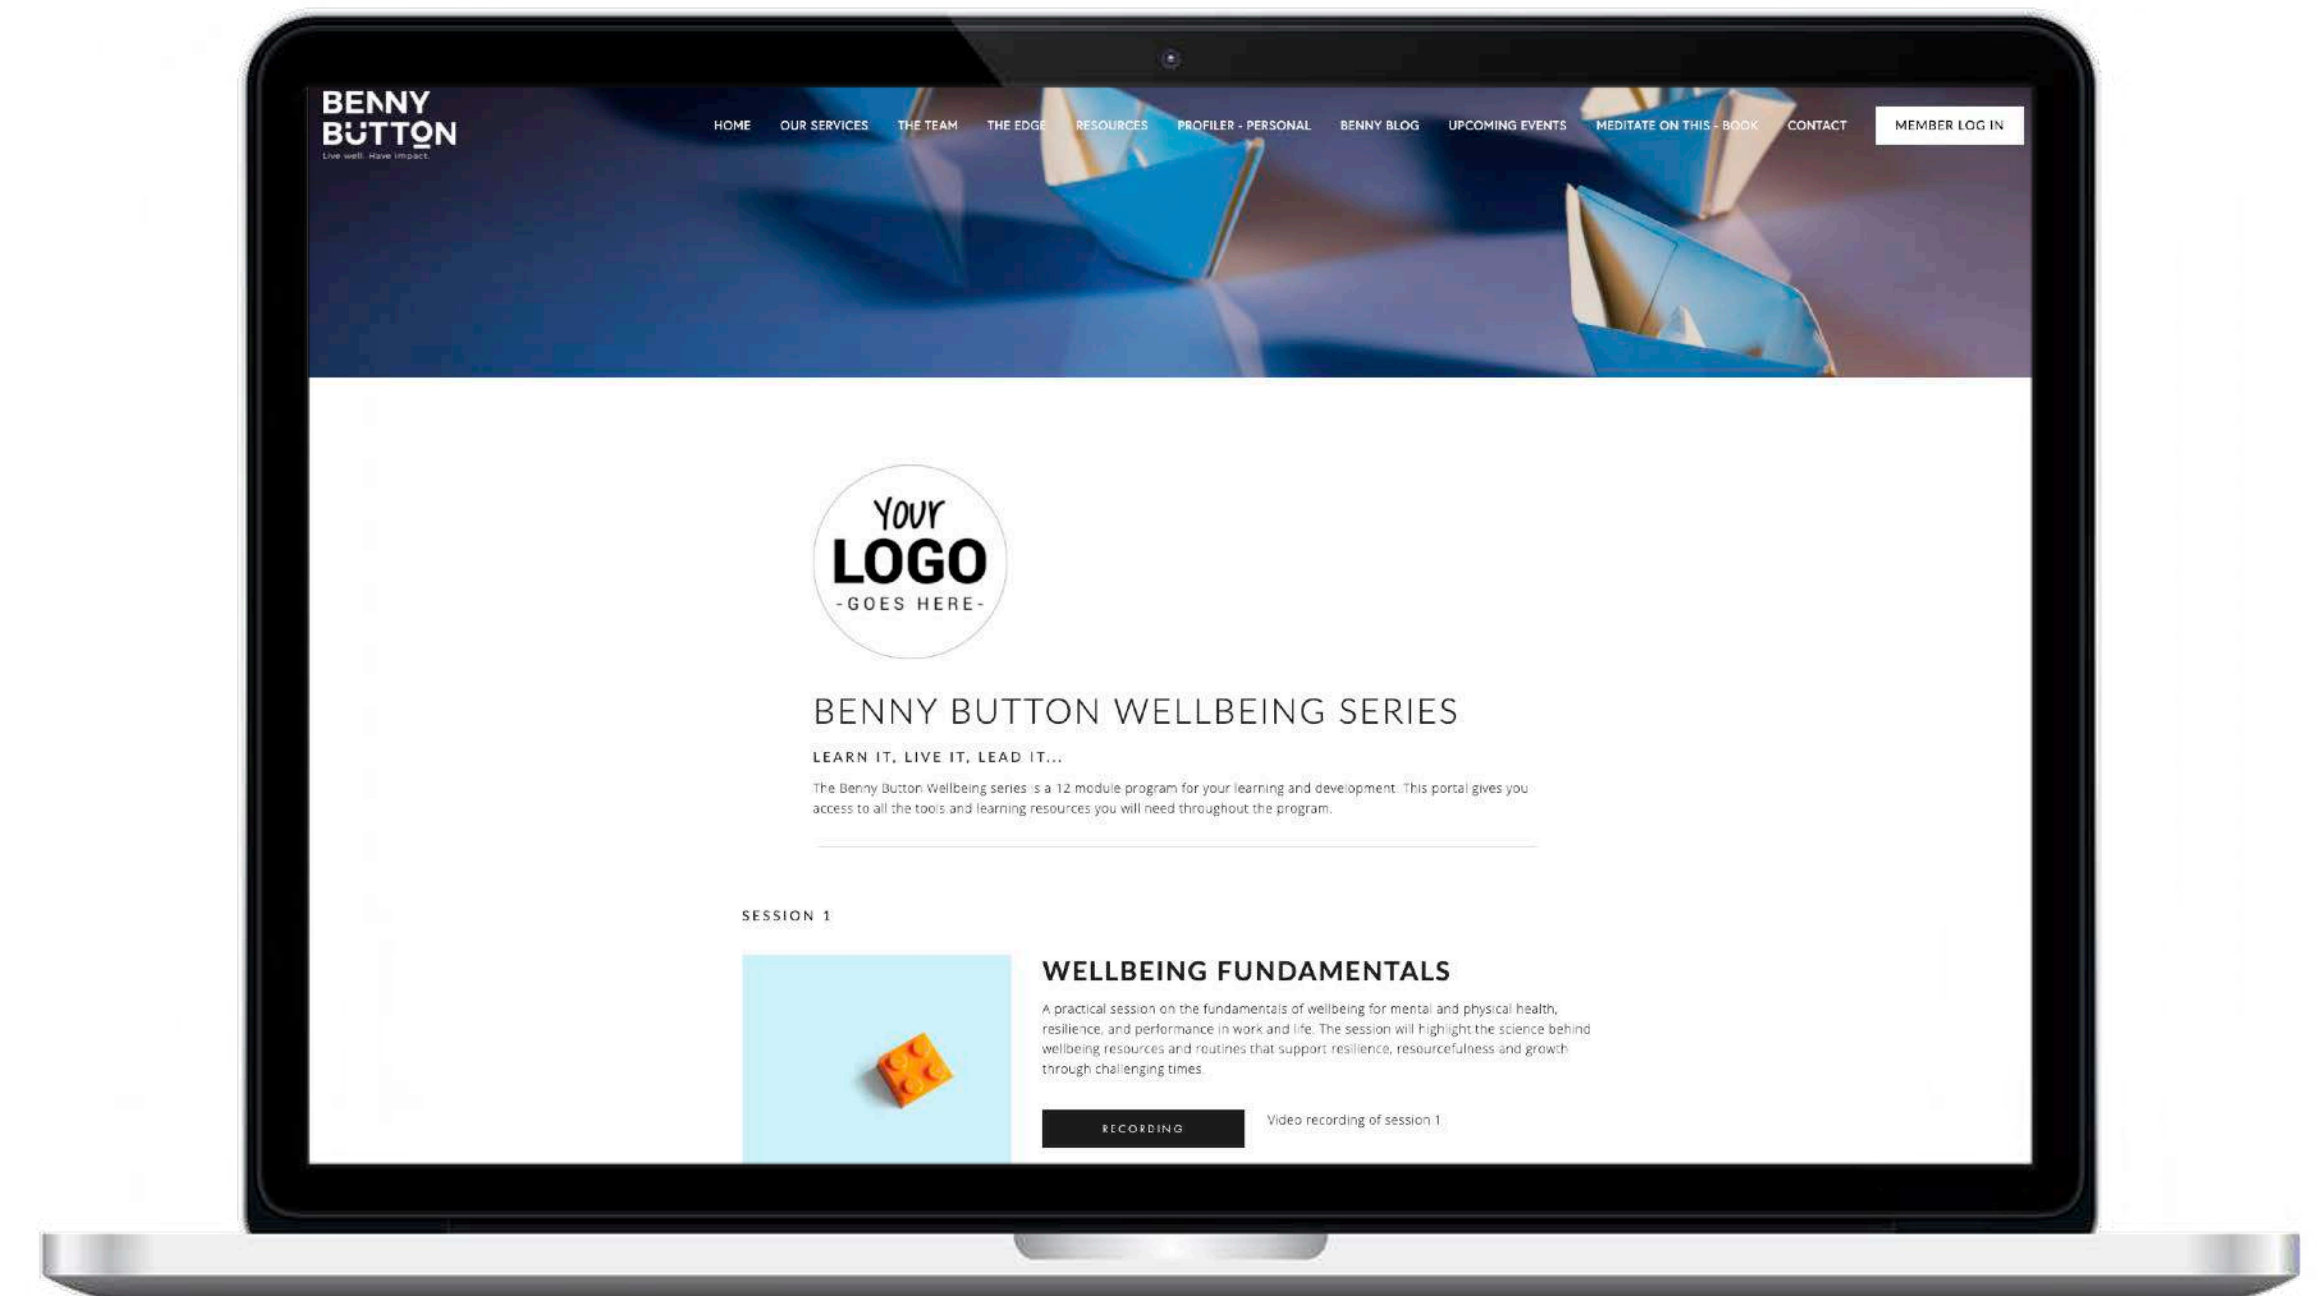 BENNY
BUTTON
Live well. Have impact.
HOME OUR SERVICES THE TEAM THE EDGE RESOURCES PROFILER - PERSONAL BENNY BLOG UPCOMING EVENTS MEDITATE ON THIS - BOOK CONTACT MEMBER LOG IN
YOUR
LOGO
-GOES HERE-
BENNY BUTTON WELLBEING SERIES
LEARN IT, LIVE IT, LEAD IT...
The Benny Button Wellbeing series is a 12 module program for your learning and development. This portal gives you
access to all the tools and learning resources you will need throughout the program.
SESSION 1
WELLBEING FUNDAMENTALS
A practical session on the fundamentals of wellbeing for mental and physical health,
resilience, and performance in work and life. The session will highlight the science behind
wellbeing resources and routines that support resilience, resourcefulness and growth
through challenging times.
RECORDING Video recording of session 1